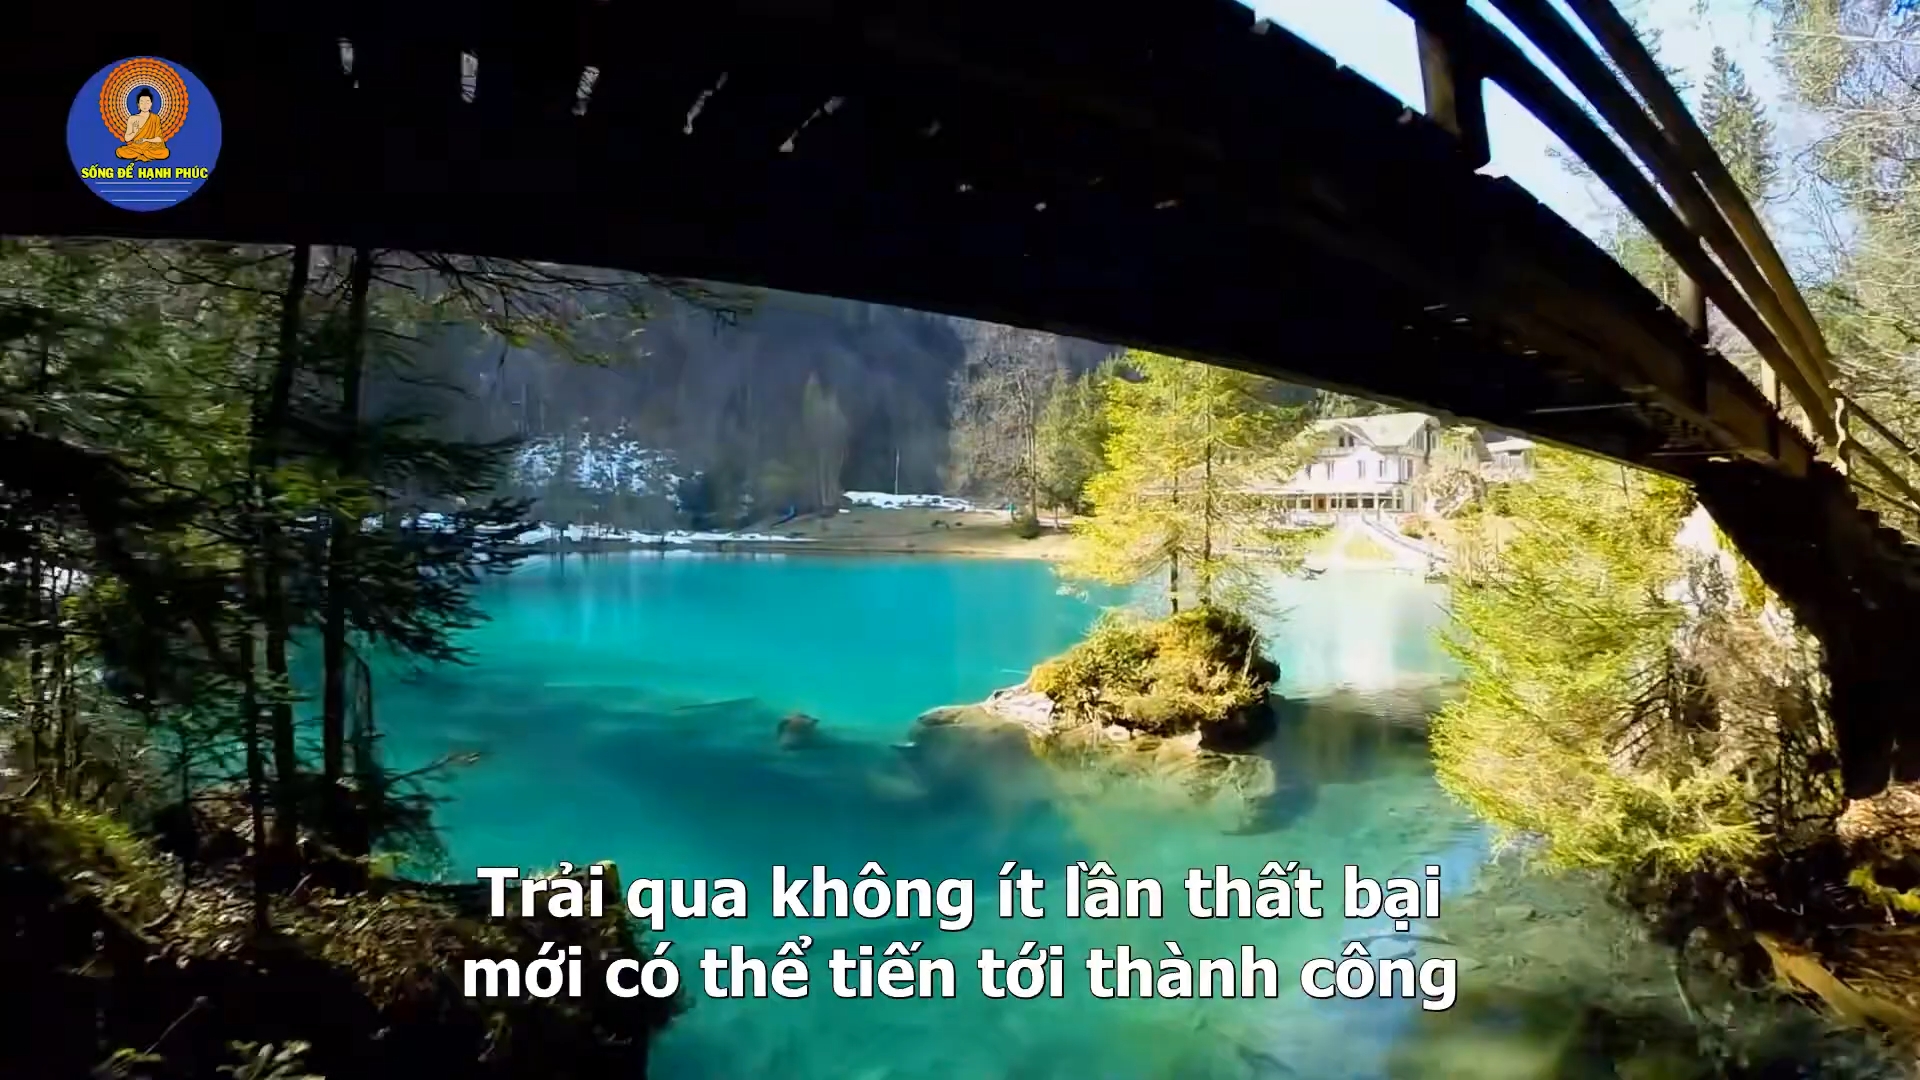 SỐNG ĐỂ HẠNH PHÚC
Trải qua không ít lần thất bại
mới có thể tiến tới thành công